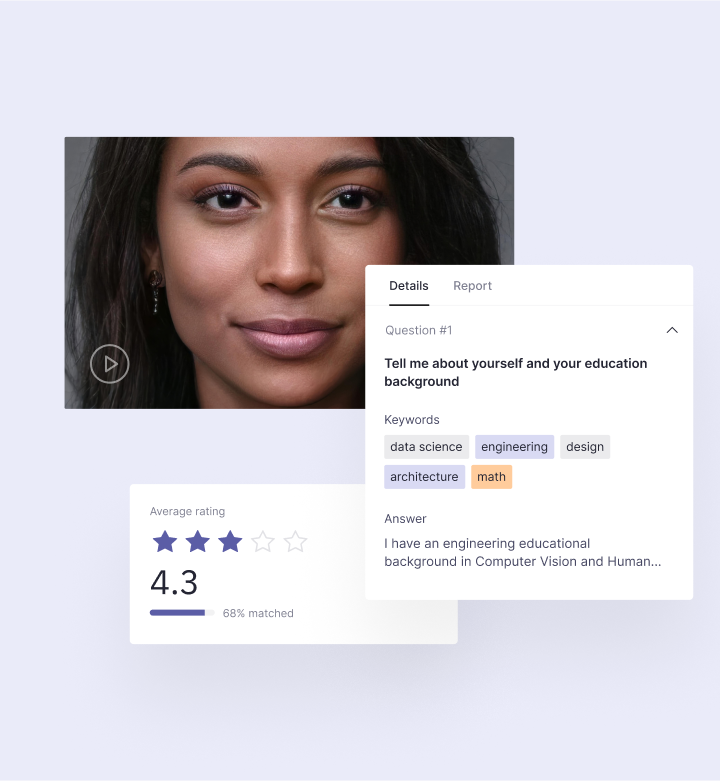 Details Report
Question #1
Tell me about yourself and your education
background
Keywords
data science engineering design
architecture math
Answer
I have an engineering educational
background in Computer Vision and Human...
Average rating
4.3
68% matched